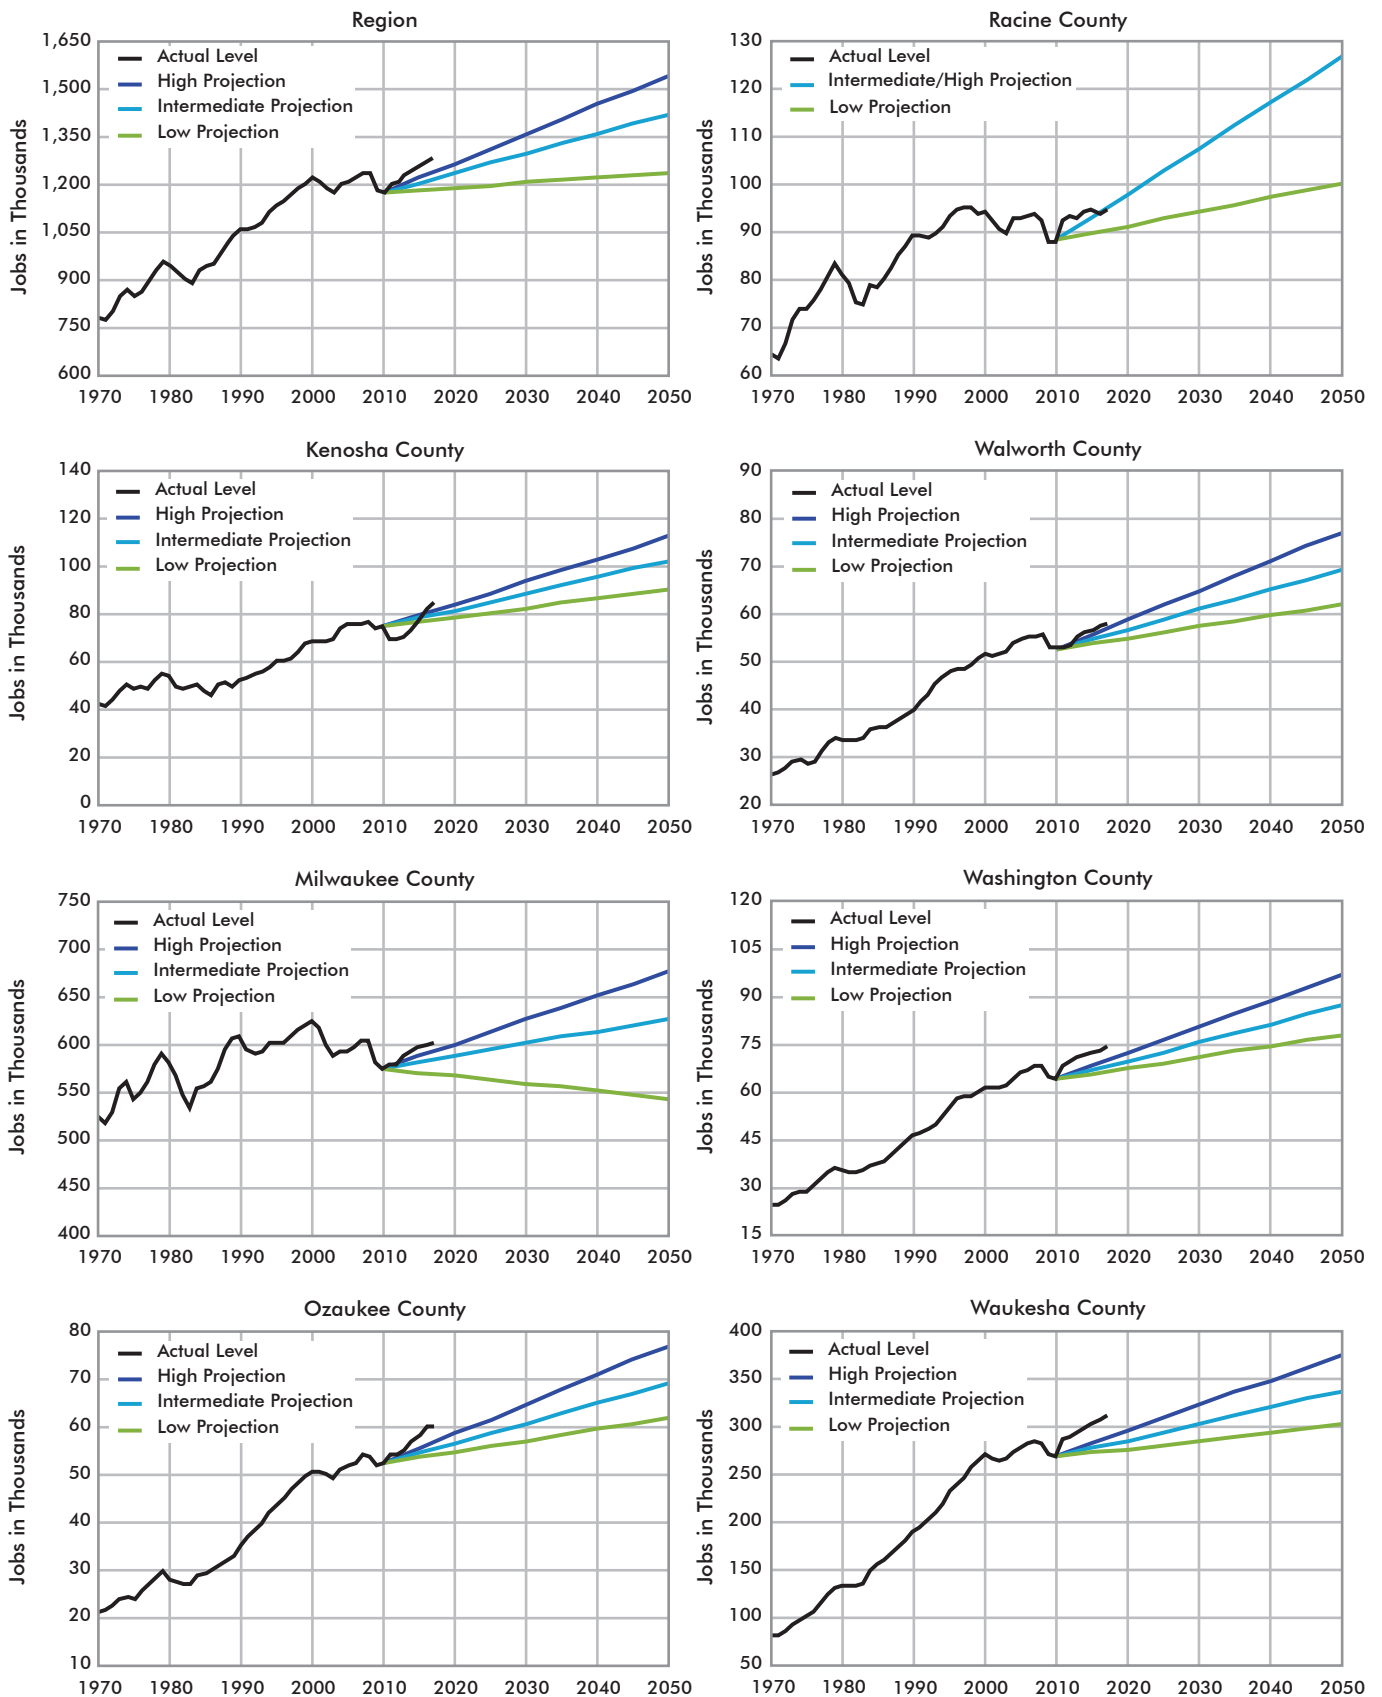 Region
1,650
1,500
1,350
1,200
1,050
900
750
600
Jobs in Thousands
Actual Level
High Projection
Intermediate Projection
Low Projection
1970 1980 1990 2000 2010 2020 2030 2040 2050
Racine County
130
120
110
100
90
80
70
60
Jobs in Thousands
Actual Level
Intermediate/High Projection
Low Projection
1970 1980 1990 2000 2010 2020 2030 2040 2050
Kenosha County
140
120
100
80
60
40
20
0
Jobs in Thousands
Actual Level
High Projection
Intermediate Projection
Low Projection
1970 1980 1990 2000 2010 2020 2030 2040 2050
Walworth County
90
80
70
60
50
40
30
20
Jobs in Thousands
Actual Level
High Projection
Intermediate Projection
Low Projection
1970 1980 1990 2000 2010 2020 2030 2040 2050
Milwaukee County
750
700
650
600
550
500
450
400
Jobs in Thousands
Actual Level
High Projection
Intermediate Projection
Low Projection
1970 1980 1990 2000 2010 2020 2030 2040 2050
Washington County
120
105
90
75
60
45
30
15
Jobs in Thousands
Actual Level
High Projection
Intermediate Projection
Low Projection
1970 1980 1990 2000 2010 2020 2030 2040 2050
Ozaukee County
80
70
60
50
40
30
20
10
Jobs in Thousands
Actual Level
High Projection
Intermediate Projection
Low Projection
1970 1980 1990 2000 2010 2020 2030 2040 2050
Waukesha County
400
350
300
250
200
150
100
50
Jobs in Thousands
Actual Level
High Projection
Intermediate Projection
Low Projection
1970 1980 1990 2000 2010 2020 2030 2040 2050